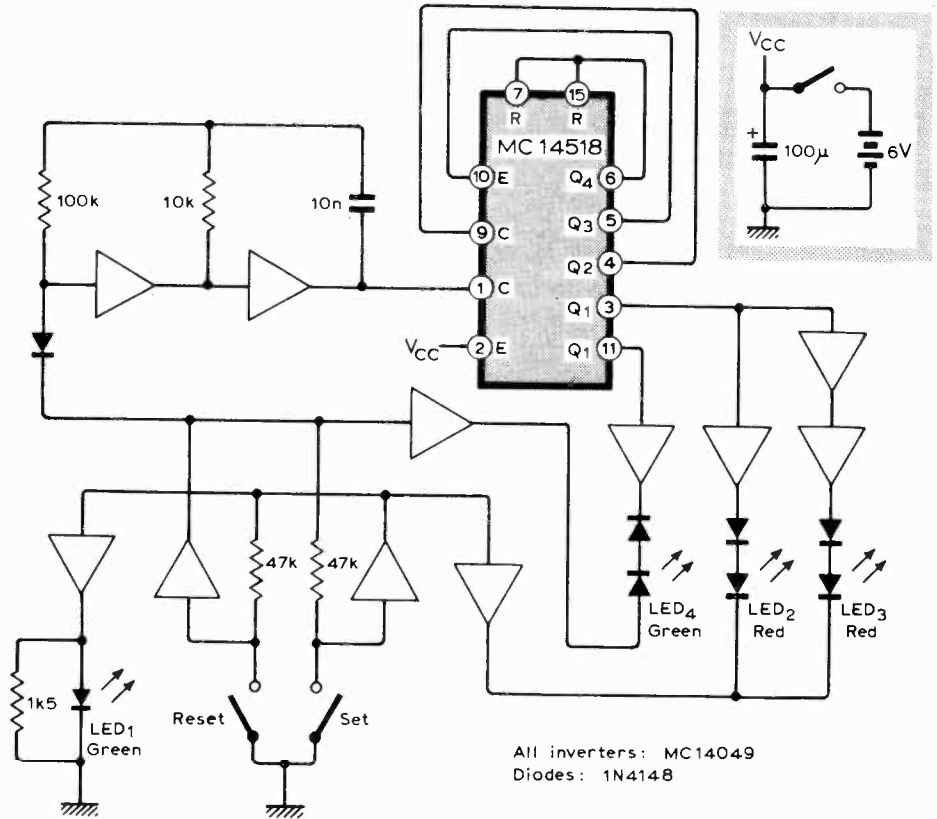 VCC
+
100μ
6V
7
15
R
R
MC 14518
100k
10k
10n
10
E
Q4
6
Q3
5
9
C
Q2
4
1
C
Q1
3
VCC
2
E
Q1
11
47k
47k
LED4
Green
LED2
Red
LED3
Red
1k5
LED1
Green
Reset
Set
All inverters: MC14049
Diodes: 1N4148